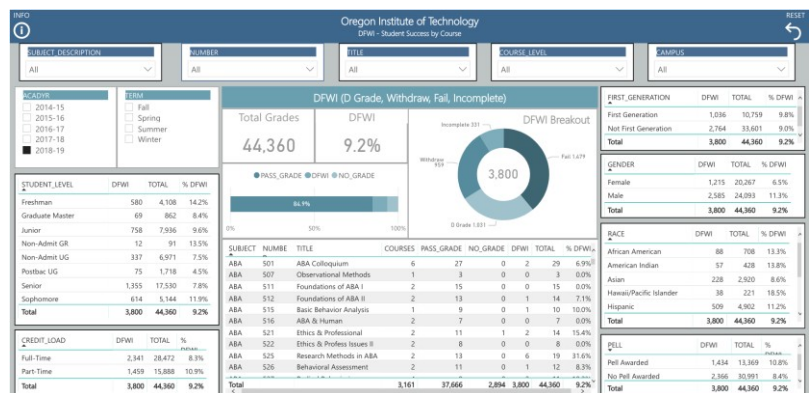 INFO
RESET
Oregon Institute of Technology
DFWI - Student Success by Course
SUBJECT_DESCRIPTION
All
NUMBER
All
TITLE
All
COURSE_LEVEL
All
CAMPUS
All
ACADYR
2014-15
2015-16
2016-17
2017-18
2018-19
TERM
Fall
Spring
Summer
Winter
STUDENT_LEVEL DFWI TOTAL % DFWI
Freshman 580 4,108 14.2%
Graduate Master 69 862 8.4%
Junior 758 7,936 9.6%
Non-Admit GR 12 91 13.5%
Non-Admit UG 337 6,971 7.5%
Postbac UG 75 1,718 4.5%
Senior 1,355 17,530 7.8%
Sophomore 614 5,144 11.9%
Total 3,800 44,360 9.2%
CREDIT_LOAD DFWI TOTAL %
Full-Time 2,341 28,472 8.3%
Part-Time 1,459 15,888 10.9%
Total 3,800 44,360 9.2%
DFWI (D Grade, Withdraw, Fail, Incomplete)
Total Grades
44,360
DFWI
9.2%
PASS_GRADE DFWI NO_GRADE
84.9%
0% 50% 100%
DFWI Breakout
Incomplete 331
Withdraw 959
Fail 1,479
D Grade 1,031
3,800
SUBJECT NUMBE TITLE COURSES PASS_GRADE NO_GRADE DFWI TOTAL % DFWI
ABA 501 ABA Colloquium 6 27 0 2 29 6.9%
ABA 507 Observational Methods 1 3 0 0 3 0.0%
ABA 511 Foundations of ABA I 2 15 0 0 15 0.0%
ABA 512 Foundations of ABA II 2 13 0 1 14 7.1%
ABA 515 Basic Behavior Analysis 1 9 0 1 10 10.0%
ABA 516 ABA & Human 2 7 0 0 7 0.0%
ABA 521 Ethics & Professional 2 11 1 2 14 15.4%
ABA 522 Ethics & Profess Issues II 2 8 0 0 8 0.0%
ABA 525 Research Methods in ABA 2 13 0 6 19 31.6%
ABA 526 Behavioral Assessment 2 11 0 1 12 8.3%
Total 3,161 37,666 2,894 3,800 44,360 9.2%
FIRST_GENERATION DFWI TOTAL % DFWI
First Generation 1,036 10,759 9.8%
Not First Generation 2,764 33,601 9.0%
Total 3,800 44,360 9.2%
GENDER DFWI TOTAL % DFWI
Female 1,215 20,267 6.5%
Male 2,585 24,093 11.3%
Total 3,800 44,360 9.2%
RACE DFWI TOTAL % DFWI
African American 88 708 13.3%
American Indian 57 428 13.8%
Asian 228 2,920 8.6%
Hawaii/Pacific Islander 38 221 18.5%
Hispanic 509 4,902 11.2%
Total 3,800 44,360 9.2%
PELL DFWI TOTAL %
Pell Awarded 1,434 13,369 10.8%
No Pell Awarded 2,366 30,991 8.4%
Total 3,800 44,360 9.2%